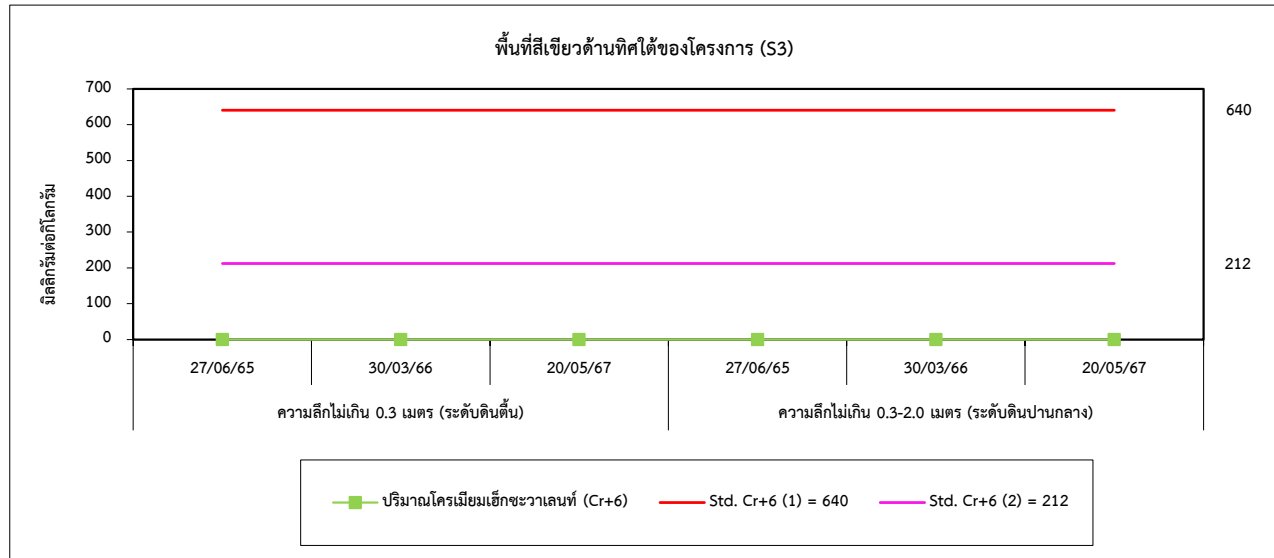 พื้นที่สีเขียวด้านทิศใต้ของโครงการ (S3)
มิลลิกรัมต่อกิโลกรัม
700
600
500
400
300
200
100
0
640
212
27/06/65 30/03/66 20/05/67 27/06/65 30/03/66 20/05/67
ความลึกไม่เกิน 0.3 เมตร (ระดับดินตื้น) ความลึกไม่เกิน 0.3-2.0 เมตร (ระดับดินปานกลาง)
ปริมาณโครเมียมเฮ็กซะวาเลนท์ (Cr+6) Std. Cr+6 (1) = 640 Std. Cr+6 (2) = 212